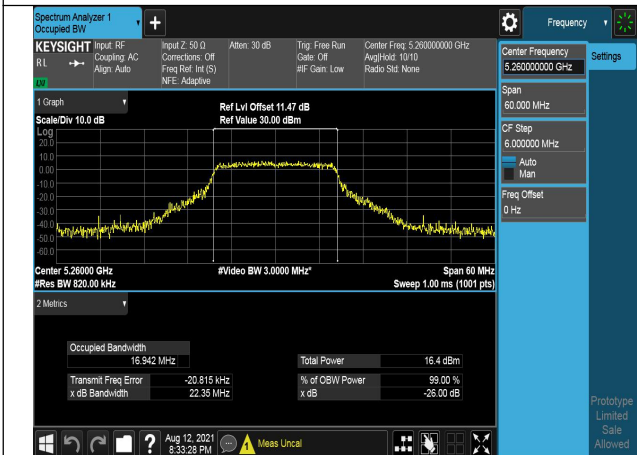 Spectrum Analyzer 1
Occupied BW
Frequency
KEYSIGHT
RL
LXI
Input: RF
Coupling: AC
Align: Auto
Input Z: 50 Ω
Corrections: Off
Freq Ref: Int (S)
NFE: Adaptive
Atten: 30 dB
Trig: Free Run
Gate: Off
#IF Gain: Low
Center Freq: 5.260000000 GHz
Avg|Hold: 10/10
Radio Std: None
Center Frequency
5.260000000 GHz
Settings
Span
60.000 MHz
CF Step
6.000000 MHz
Auto
Man
Freq Offset
0 Hz
1 Graph
Scale/Div 10.0 dB
Ref Lvl Offset 11.47 dB
Ref Value 30.00 dBm
Log
20.0
10.0
0.00
-10.0
-20.0
-30.0
-40.0
-50.0
-60.0
Center 5.26000 GHz
#Res BW 820.00 kHz
#Video BW 3.0000 MHz*
Span 60 MHz
Sweep 1.00 ms (1001 pts)
2 Metrics
Occupied Bandwidth
16.942 MHz
Total Power 16.4 dBm
Transmit Freq Error -20.815 kHz
% of OBW Power 99.00 %
x dB Bandwidth 22.35 MHz
x dB -26.00 dB
Prototype
Limited
Sale
Allowed
?
Aug 12, 2021
8:33:28 PM
Meas Uncal